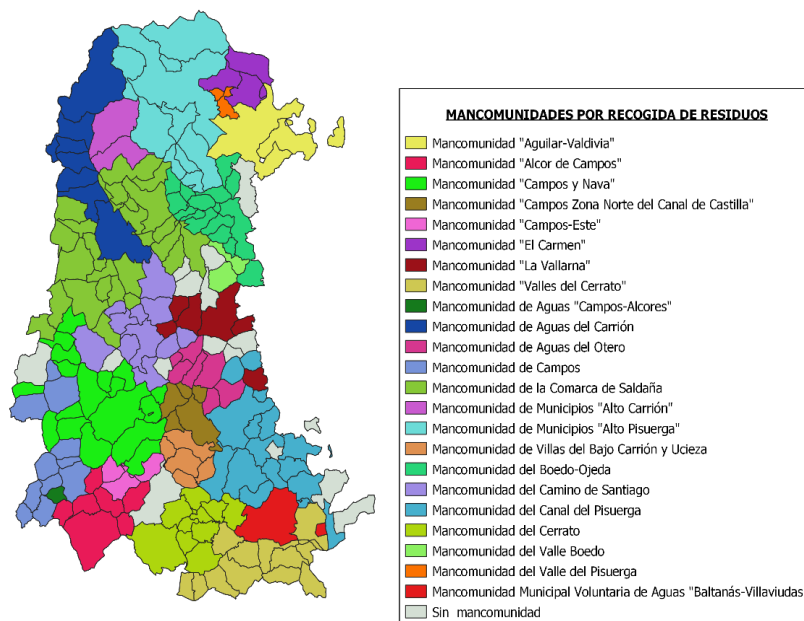 MANCOMUNIDADES POR RECOGIDA DE RESIDUOS
Mancomunidad "Aguilar-Valdivia"
Mancomunidad "Alcor de Campos"
Mancomunidad "Campos y Nava"
Mancomunidad "Campos Zona Norte del Canal de Castilla"
Mancomunidad "Campos-Este"
Mancomunidad "El Carmen"
Mancomunidad "La Vallarna"
Mancomunidad "Valles del Cerrato"
Mancomunidad de Aguas "Campos-Alcores"
Mancomunidad de Aguas del Carrión
Mancomunidad de Aguas del Otero
Mancomunidad de Campos
Mancomunidad de la Comarca de Saldaña
Mancomunidad de Municipios "Alto Carrión"
Mancomunidad de Municipios "Alto Pisuerga"
Mancomunidad de Villas del Bajo Carrión y Ucieza
Mancomunidad del Boedo-Ojeda
Mancomunidad del Camino de Santiago
Mancomunidad del Canal del Pisuerga
Mancomunidad del Cerrato
Mancomunidad del Valle Boedo
Mancomunidad del Valle del Pisuerga
Mancomunidad Municipal Voluntaria de Aguas "Baltanás-Villaviudas
Sin mancomunidad